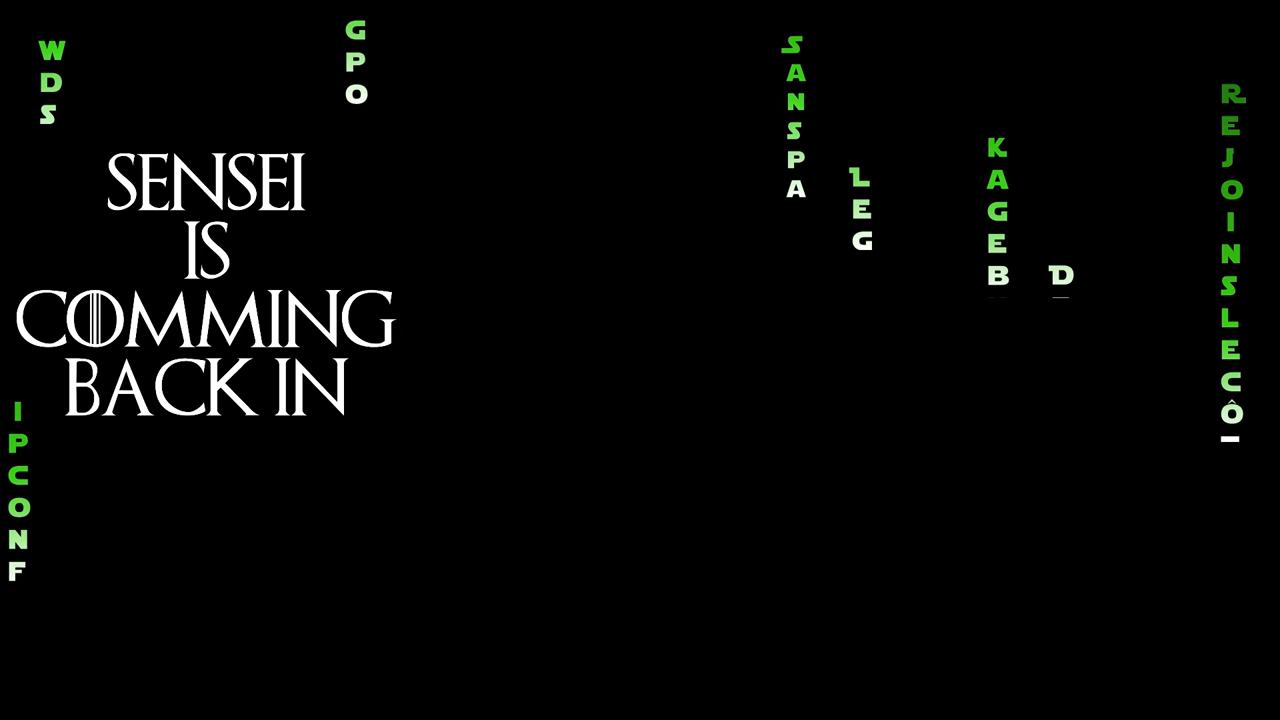 WDS
GPO
SENSEI
IS
COMMING
BACK IN
IPCONF
SANSPA
LEG
KAGEB
D
REJOINSLECÔ